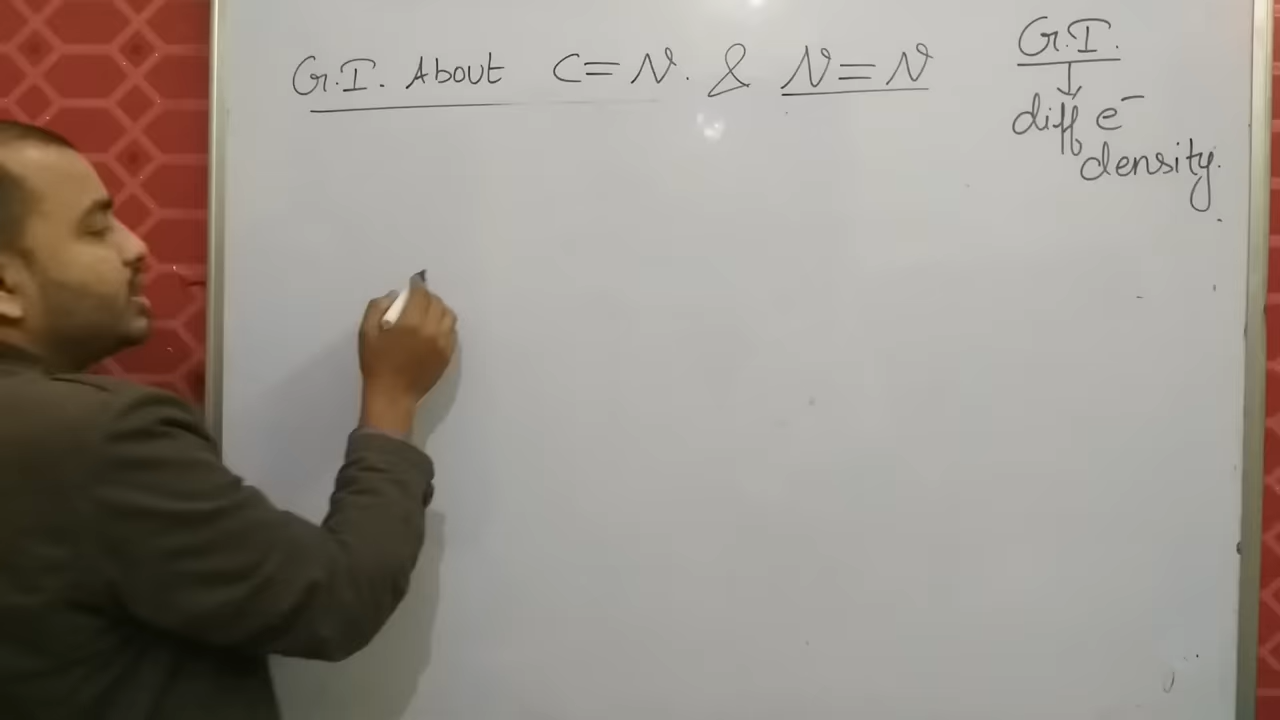 G.I. About C=N. & N=N
G.I.
↓
diff e⁻
density.